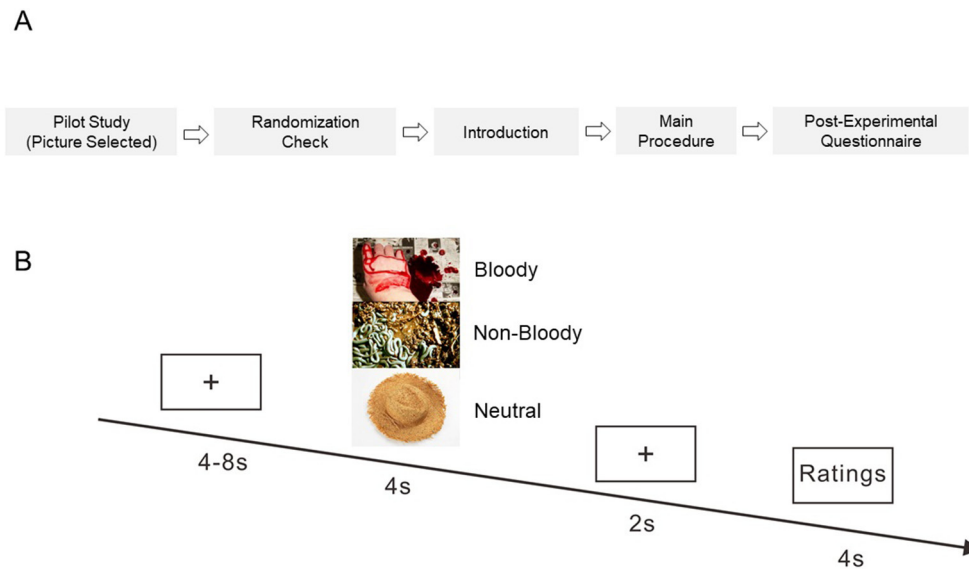 A
Pilot Study
(Picture Selected)
Randomization
Check
Introduction
Main
Procedure
Post-Experimental
Questionnaire
B
Bloody
Non-Bloody
Neutral
+
4-8s
4s
+
2s
Ratings
4s